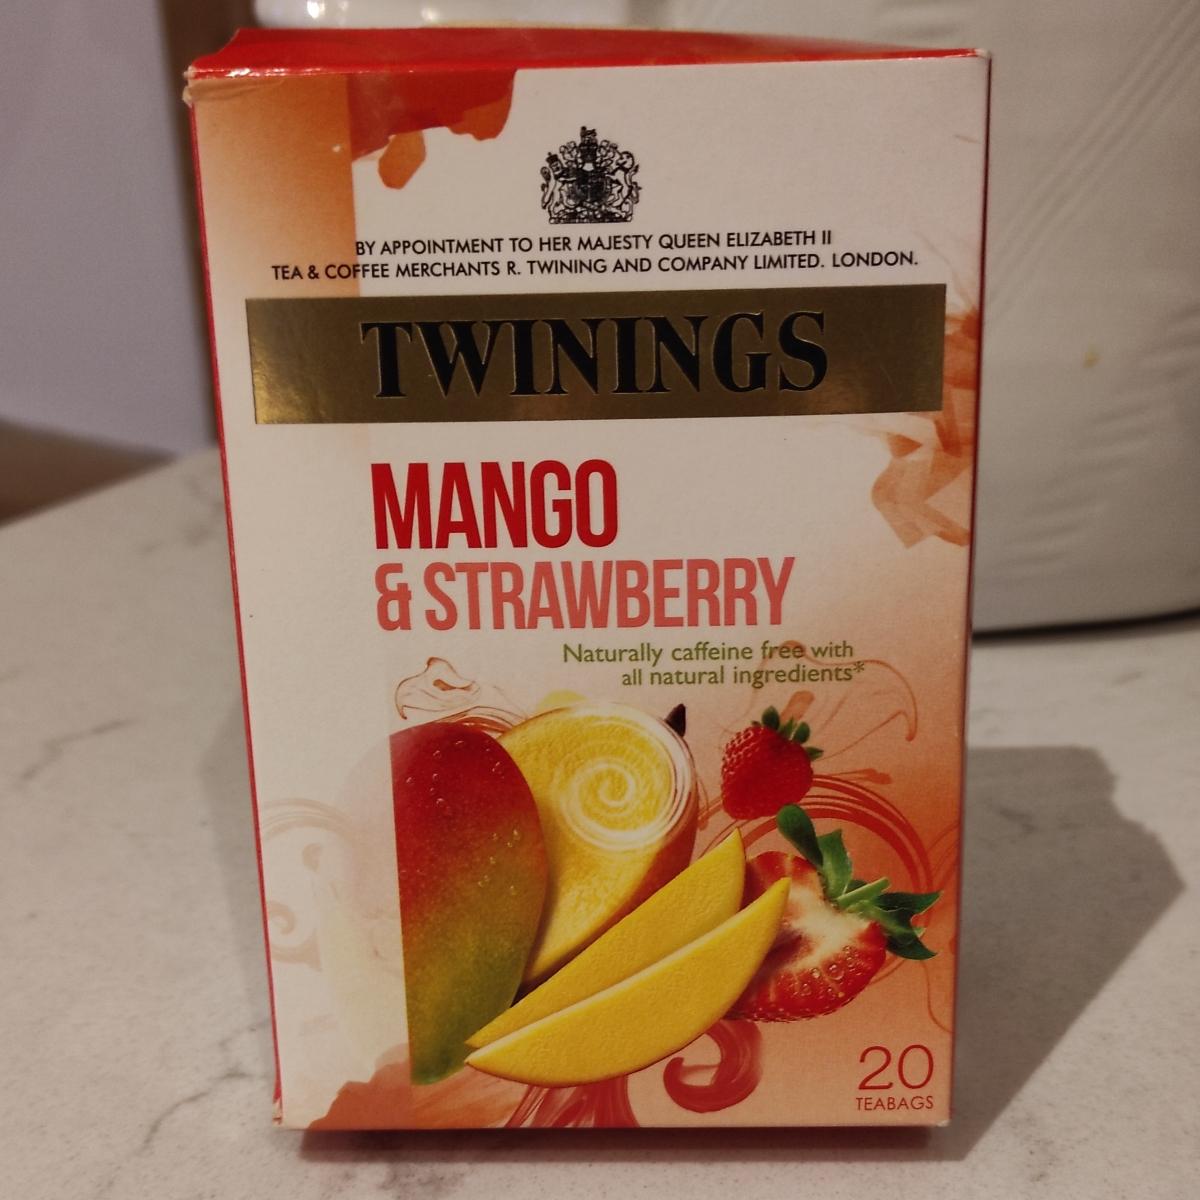 BY APPOINTMENT TO HER MAJESTY QUEEN ELIZABETH II
TEA & COFFEE MERCHANTS R. TWINING AND COMPANY LIMITED. LONDON.
TWININGS
MANGO
& STRAWBERRY
Naturally caffeine free with
all natural ingredients*
20
TEABAGS